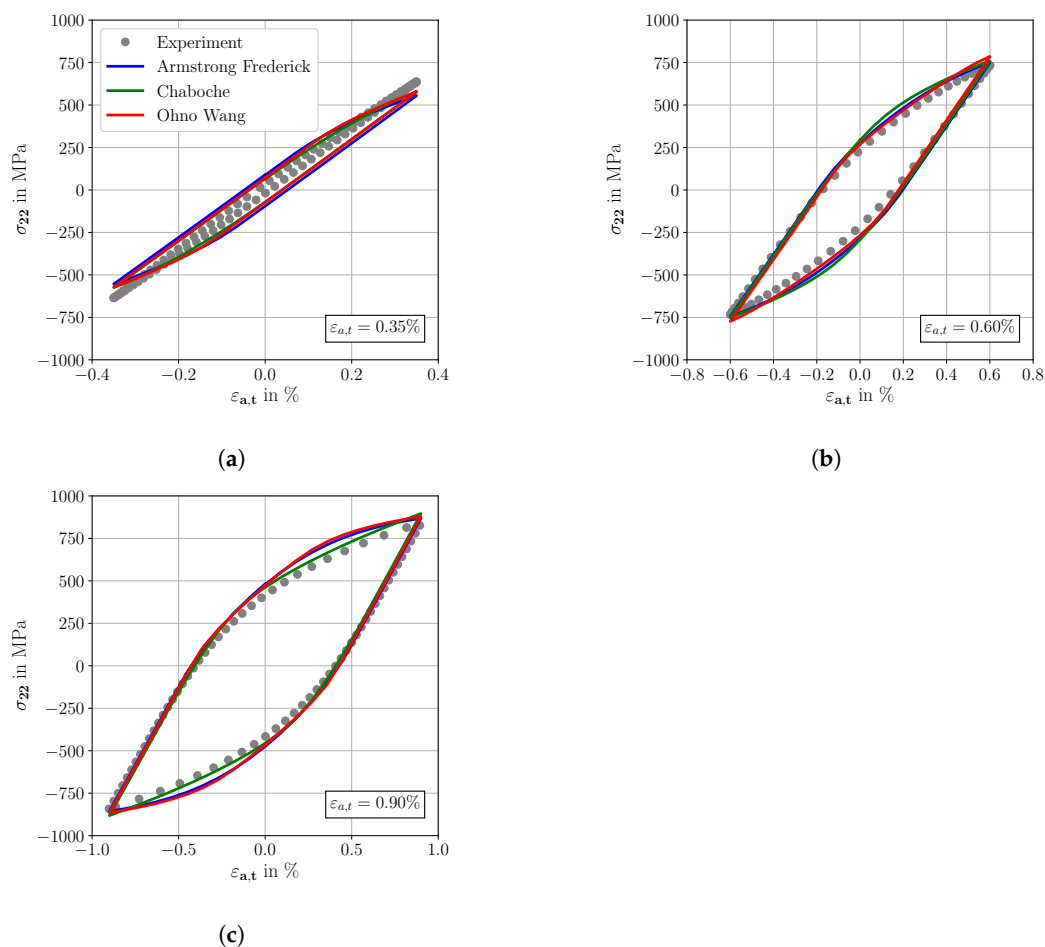 1000
750
500
250
0
−250
−500
−750
−1000
σ22 in MPa
−0.4 −0.2 0.0 0.2 0.4
εa,t in %
Experiment
Armstrong Frederick
Chaboche
Ohno Wang
εa,t = 0.35%
(a)
1000
750
500
250
0
−250
−500
−750
−1000
σ22 in MPa
−0.8 −0.6 −0.4 −0.2 0.0 0.2 0.4 0.6 0.8
εa,t in %
εa,t = 0.60%
(b)
1000
750
500
250
0
−250
−500
−750
−1000
σ22 in MPa
−1.0 −0.5 0.0 0.5 1.0
εa,t in %
εa,t = 0.90%
(c)